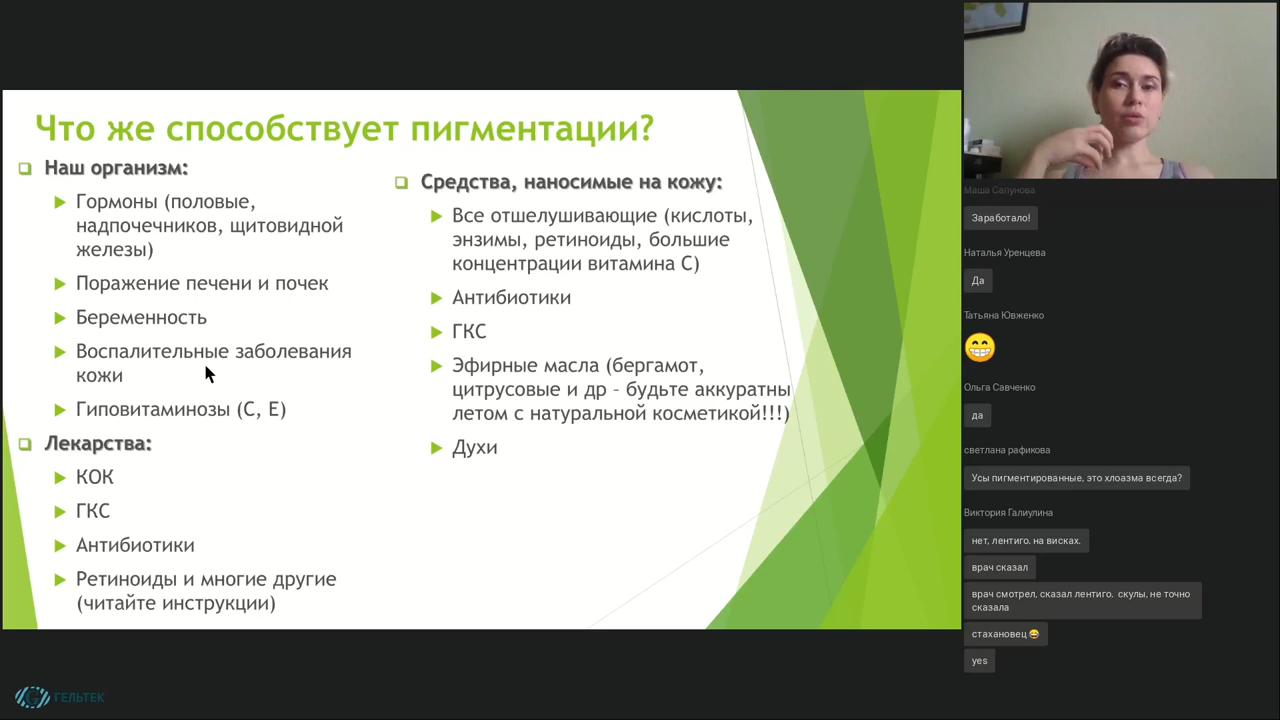 Что же способствует пигментации?
Наш организм:
Гормоны (половые,
надпочечников, щитовидной
железы)
Поражение печени и почек
Беременность
Воспалительные заболевания
кожи
Гиповитаминозы (С, Е)
Лекарства:
КОК
ГКС
Антибиотики
Ретиноиды и многие другие
(читайте инструкции)
Средства, наносимые на кожу:
Все отшелушивающие (кислоты,
энзимы, ретиноиды, большие
концентрации витамина С)
Антибиотики
ГКС
Эфирные масла (бергамот,
цитрусовые и др – будьте аккуратны
летом с натуральной косметикой!!!)
Духи
Маша Сапунова
Заработало!
Наталья Уренцева
Да
Татьяна Ювженко
😁
Ольга Савченко
да
светлана рафикова
Усы пигментированные, это хлоазма всегда?
Виктория Галиулина
нет, лентиго. на висках.
врач сказал
врач смотрел, сказал лентиго. скулы, не точно
сказала
стахановец 😂
yes
ГЕЛЬТЕК